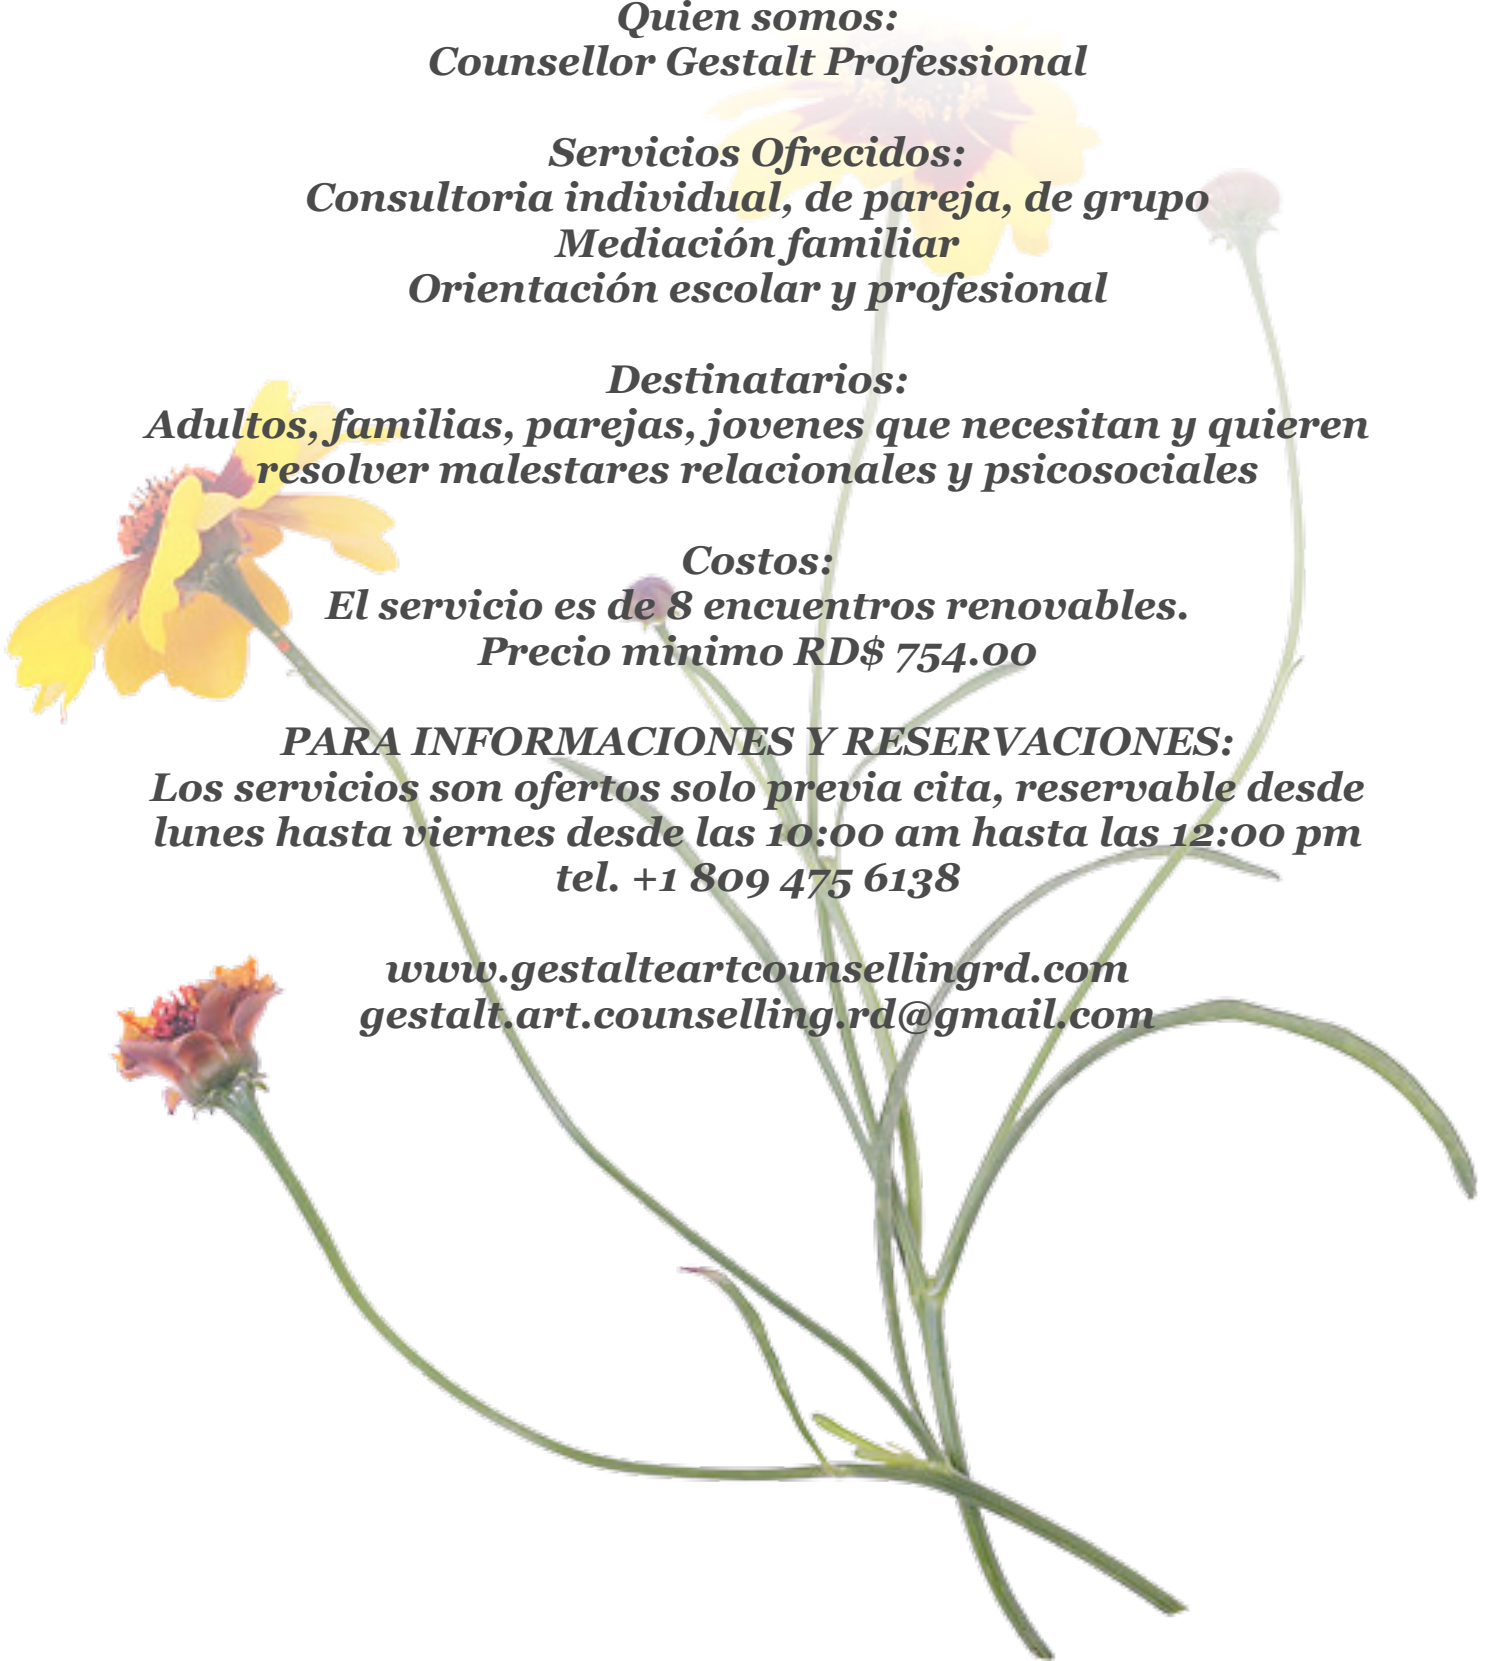 Quien somos:
Counsellor Gestalt Professional
Servicios Ofrecidos:
Consultoria individual, de pareja, de grupo
Mediación familiar
Orientación escolar y profesional
Destinatarios:
Adultos, familias, parejas, jovenes que necesitan y quieren
resolver malestares relacionales y psicosociales
Costos:
El servicio es de 8 encuentros renovables.
Precio minimo RD$ 754.00
PARA INFORMACIONES Y RESERVACIONES:
Los servicios son ofertos solo previa cita, reservable desde
lunes hasta viernes desde las 10:00 am hasta las 12:00 pm
tel. +1 809 475 6138
www.gestalteartcounsellingrd.com
gestalt.art.counselling.rd@gmail.com